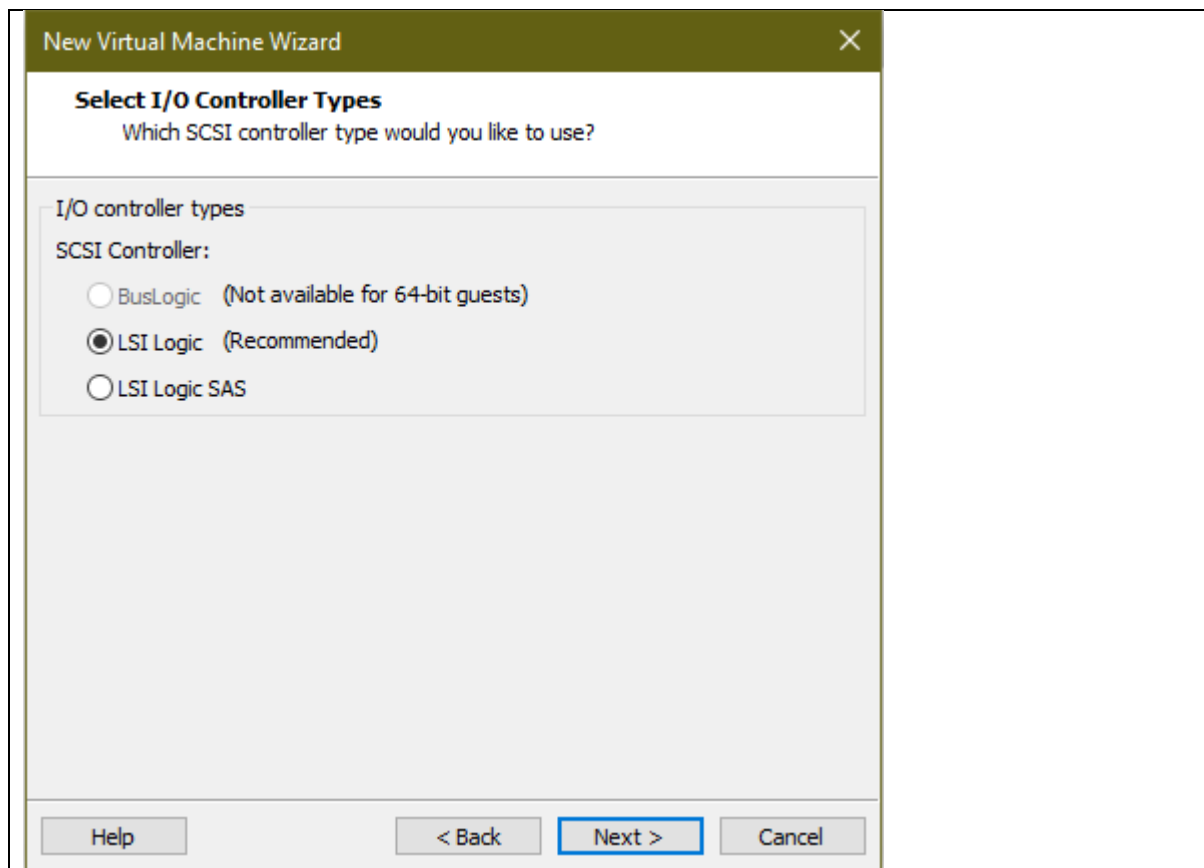 New Virtual Machine Wizard
Select I/O Controller Types
Which SCSI controller type would you like to use?
I/O controller types
SCSI Controller:
BusLogic (Not available for 64-bit guests)
LSI Logic (Recommended)
LSI Logic SAS
Help < Back Next > Cancel